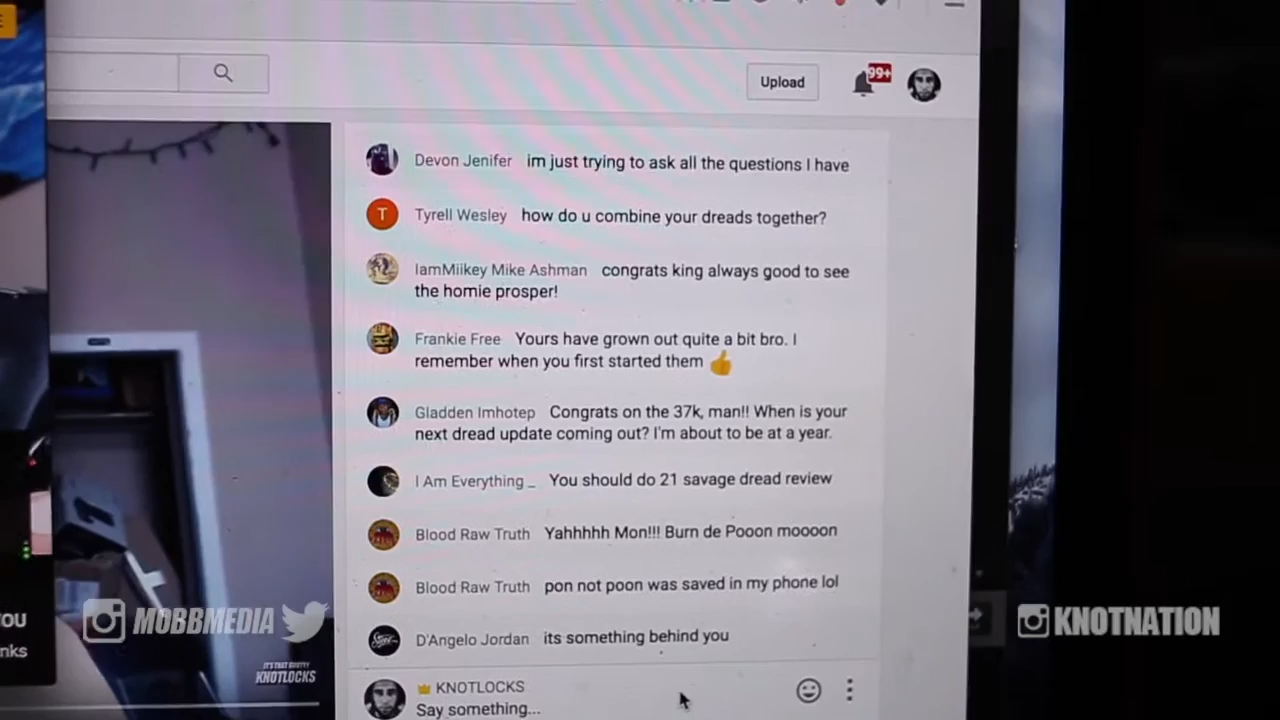 Upload
99+
Devon Jenifer im just trying to ask all the questions I have
T
Tyrell Wesley how do u combine your dreads together?
IamMiikey Mike Ashman congrats king always good to see
the homie prosper!
Frankie Free Yours have grown out quite a bit bro. I
remember when you first started them
Gladden Imhotep Congrats on the 37k, man!! When is your
next dread update coming out? I'm about to be at a year.
I Am Everything _ You should do 21 savage dread review
Blood Raw Truth Yahhhhh Mon!!! Burn de Pooon moooon
Blood Raw Truth pon not poon was saved in my phone lol
D'Angelo Jordan its something behind you
MOBBMEDIA
KNOTNATION
KNOTLOCKS
KNOTLOCKS
Say something...